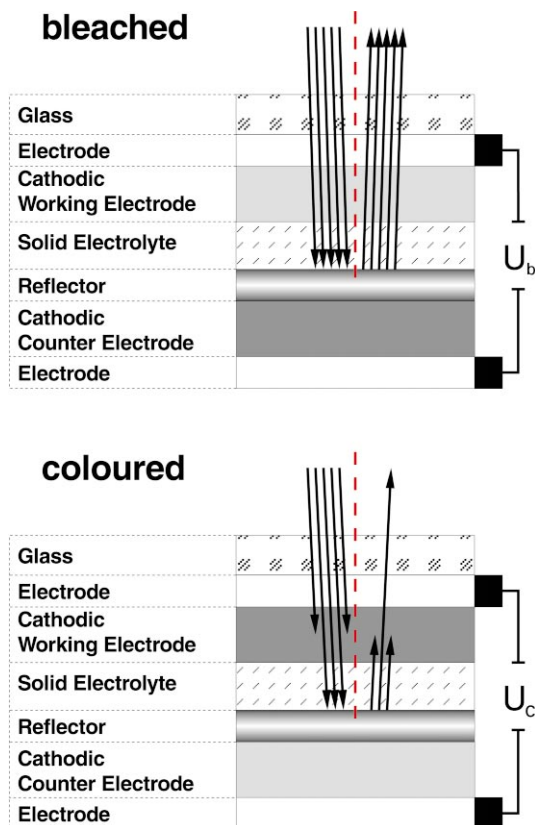 bleached
Glass
Electrode
Cathodic
Working Electrode
Solid Electrolyte
Reflector
Cathodic
Counter Electrode
Electrode
Ub
coloured
Glass
Electrode
Cathodic
Working Electrode
Solid Electrolyte
Reflector
Cathodic
Counter Electrode
Electrode
Uc